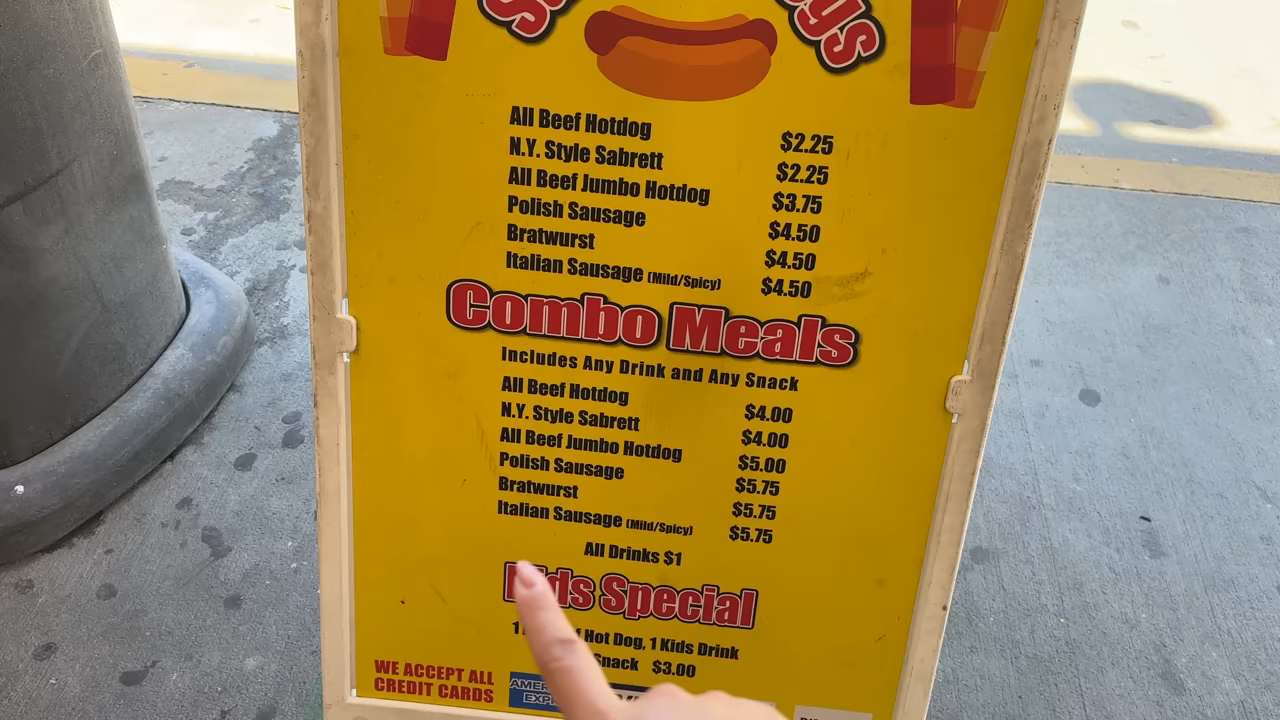 All Beef Hotdog $2.25
N.Y. Style Sabrett $2.25
All Beef Jumbo Hotdog $3.75
Polish Sausage $4.50
Bratwurst $4.50
Italian Sausage (Mild/Spicy) $4.50
Combo Meals
Includes Any Drink and Any Snack
All Beef Hotdog $4.00
N.Y. Style Sabrett $4.00
All Beef Jumbo Hotdog $5.00
Polish Sausage $5.75
Bratwurst $5.75
Italian Sausage (Mild/Spicy) $5.75
All Drinks $1
Kids Special
1 Hot Dog, 1 Kids Drink
Snack $3.00
WE ACCEPT ALL
CREDIT CARDS